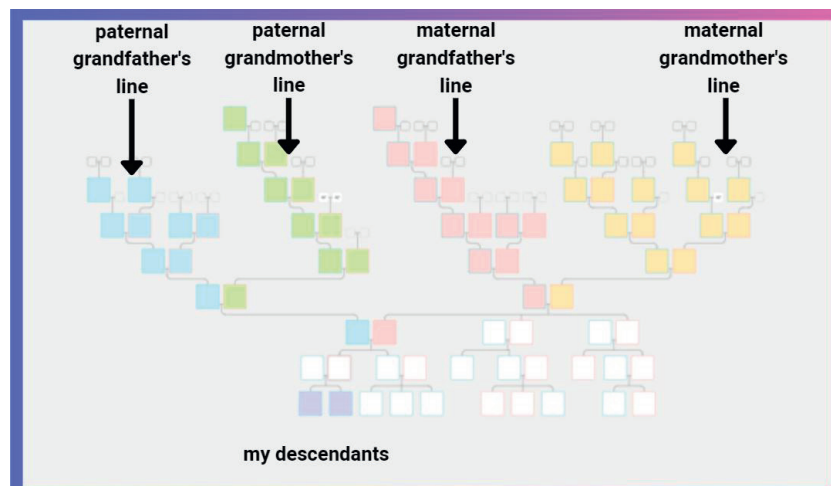 paternal
grandfather's
line
paternal
grandmother's
line
maternal
grandfather's
line
maternal
grandmother's
line
my descendants